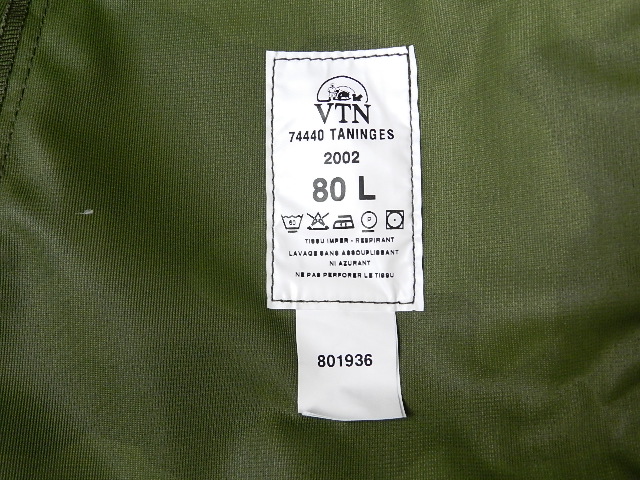 VTN
74440 TANINGES
2002
80 L
60 P
TISSU IMPER - RESPIRANT
LAVAGE SANS ASSOUPLISSANT
NI AZURANT
NE PAS PERFORER LE TISSU
801936